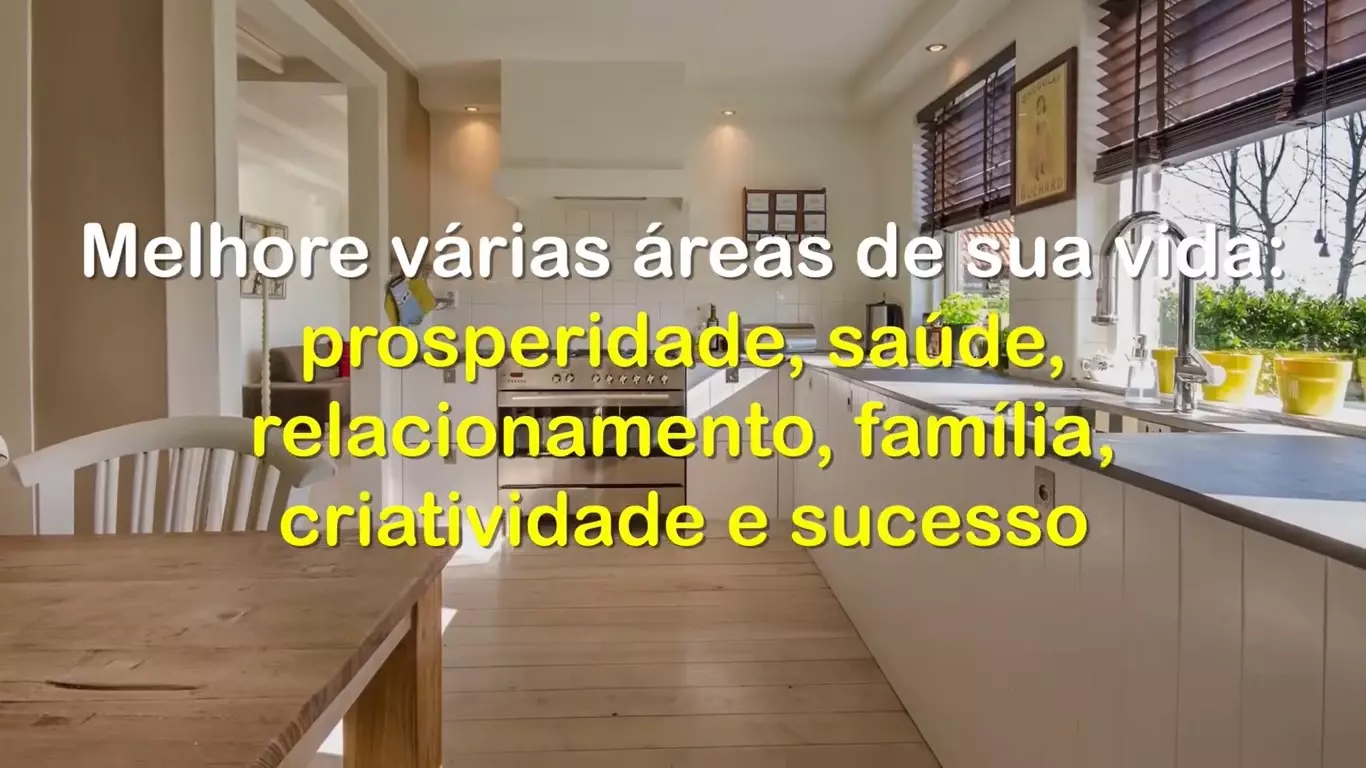 Melhore várias áreas de sua vida:
prosperidade, saúde,
relacionamento, família,
criatividade e sucesso